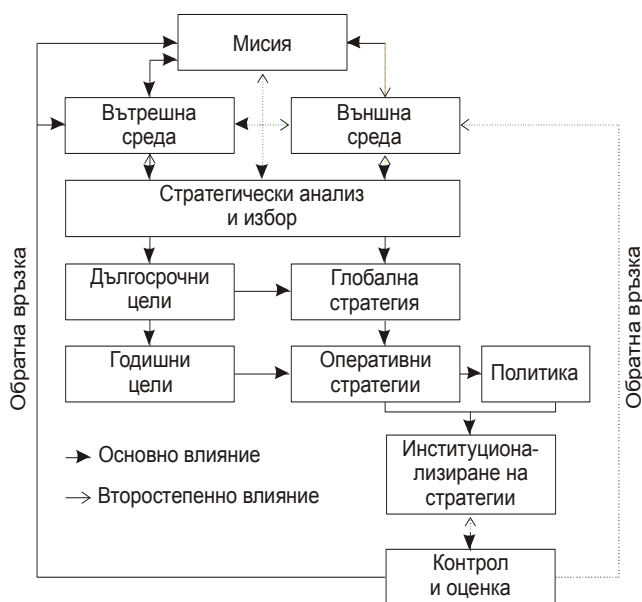 Мисия
Вътрешна
среда
Външна
среда
Стратегически анализ
и избор
Дългосрочни
цели
Глобална
стратегия
Годишни
цели
Оперативни
стратегии
Политика
Обратна връзка
Обратна връзка
Основно влияние
Второстепенно влияние
Институциона-
лизиране на
стратегии
Контрол
и оценка